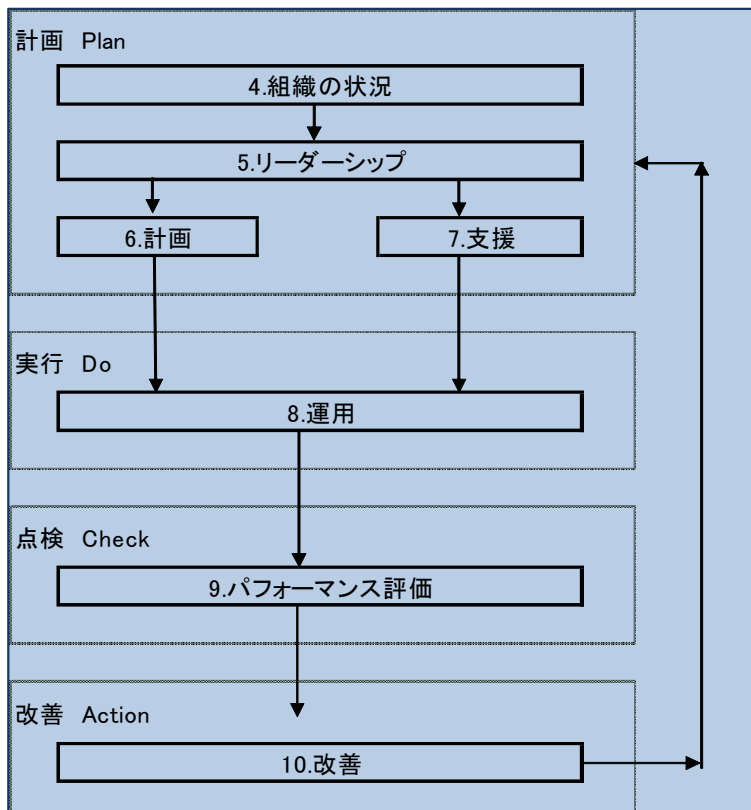 計画 Plan
4.組織の状況
5.リーダーシップ
6.計画
7.支援
実行 Do
8.運用
点検 Check
9.パフォーマンス評価
改善 Action
10.改善